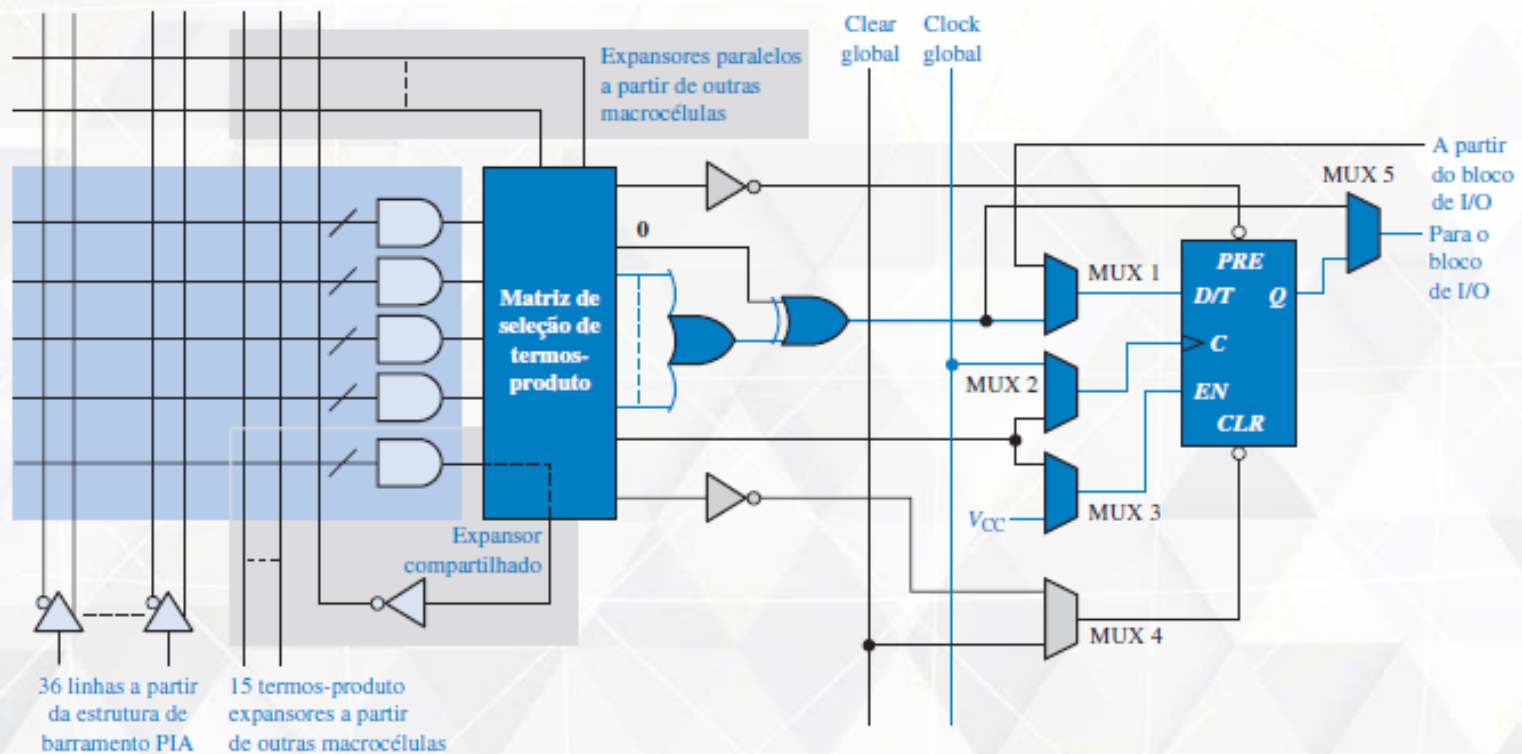 Clear
global
Clock
global
Expansores paralelos
a partir de outras
macrocélulas
A partir
do bloco
de I/O
MUX 5
Para o
bloco
de I/O
0
MUX 1
PRE
D/T Q
C
EN
CLR
Matriz de
seleção de
termos-
produto
MUX 2
MUX 3
VCC
Expansor
compartilhado
MUX 4
36 linhas a partir
da estrutura de
barramento PIA
15 termos-produto
expansores a partir
de outras macrocélulas